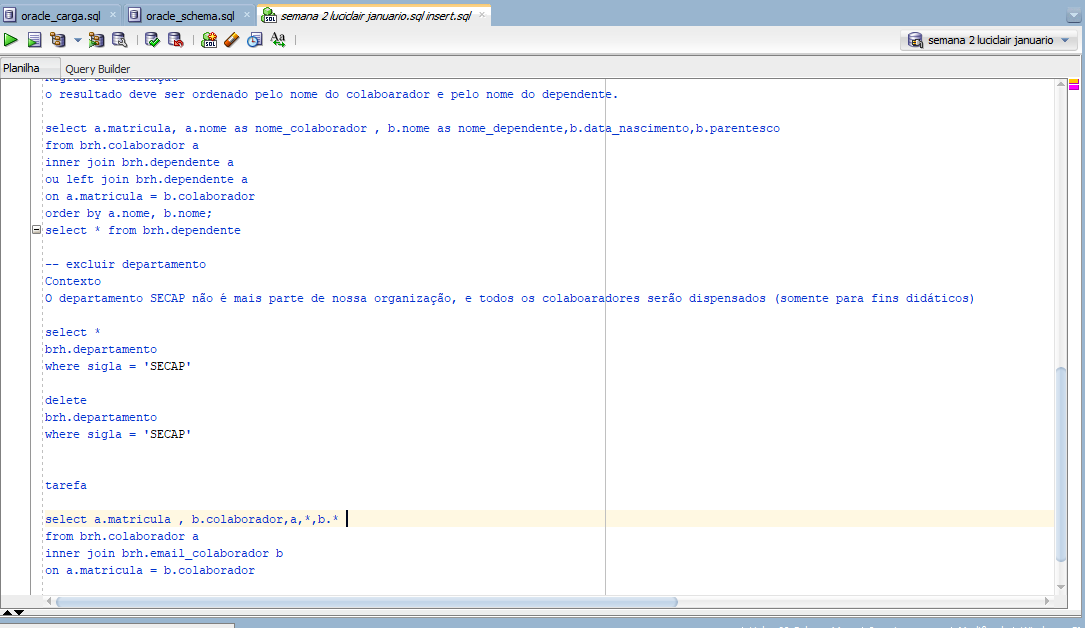 oracle_carga.sql
oracle_schema.sql
semana 2 luciclair januario.sql insert.sql
semana 2 luciclair januario
Planilha
Query Builder
o resultado deve ser ordenado pelo nome do colaboarador e pelo nome do dependente.
select a.matricula, a.nome as nome_colaborador , b.nome as nome_dependente,b.data_nascimento,b.parentesco
from brh.colaborador a
inner join brh.dependente a
ou left join brh.dependente a
on a.matricula = b.colaborador
order by a.nome, b.nome;
select * from brh.dependente
-- excluir departamento
Contexto
O departamento SECAP não é mais parte de nossa organização, e todos os colaboaradores serão dispensados (somente para fins didáticos)
select *
brh.departamento
where sigla = 'SECAP'
delete
brh.departamento
where sigla = 'SECAP'
tarefa
select a.matricula , b.colaborador,a,*,b.*
from brh.colaborador a
inner join brh.email_colaborador b
on a.matricula = b.colaborador